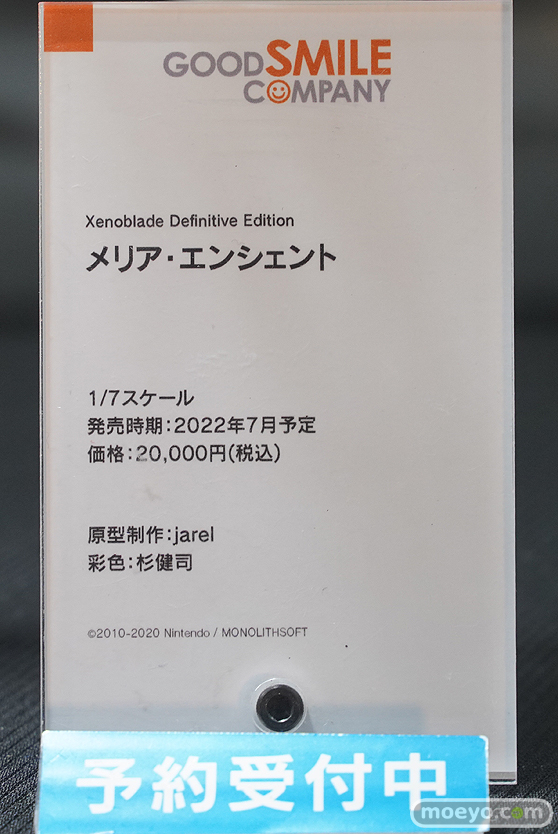 GOODSMILE
COMPANY
Xenoblade Definitive Edition
メリア・エンシェント
1/7スケール
発売時期：2022年7月予定
価格：20,000円(税込)
原型制作：jarel
彩色：杉健司
©2010-2020 Nintendo / MONOLITHSOFT
予約受付中
moeyo.com